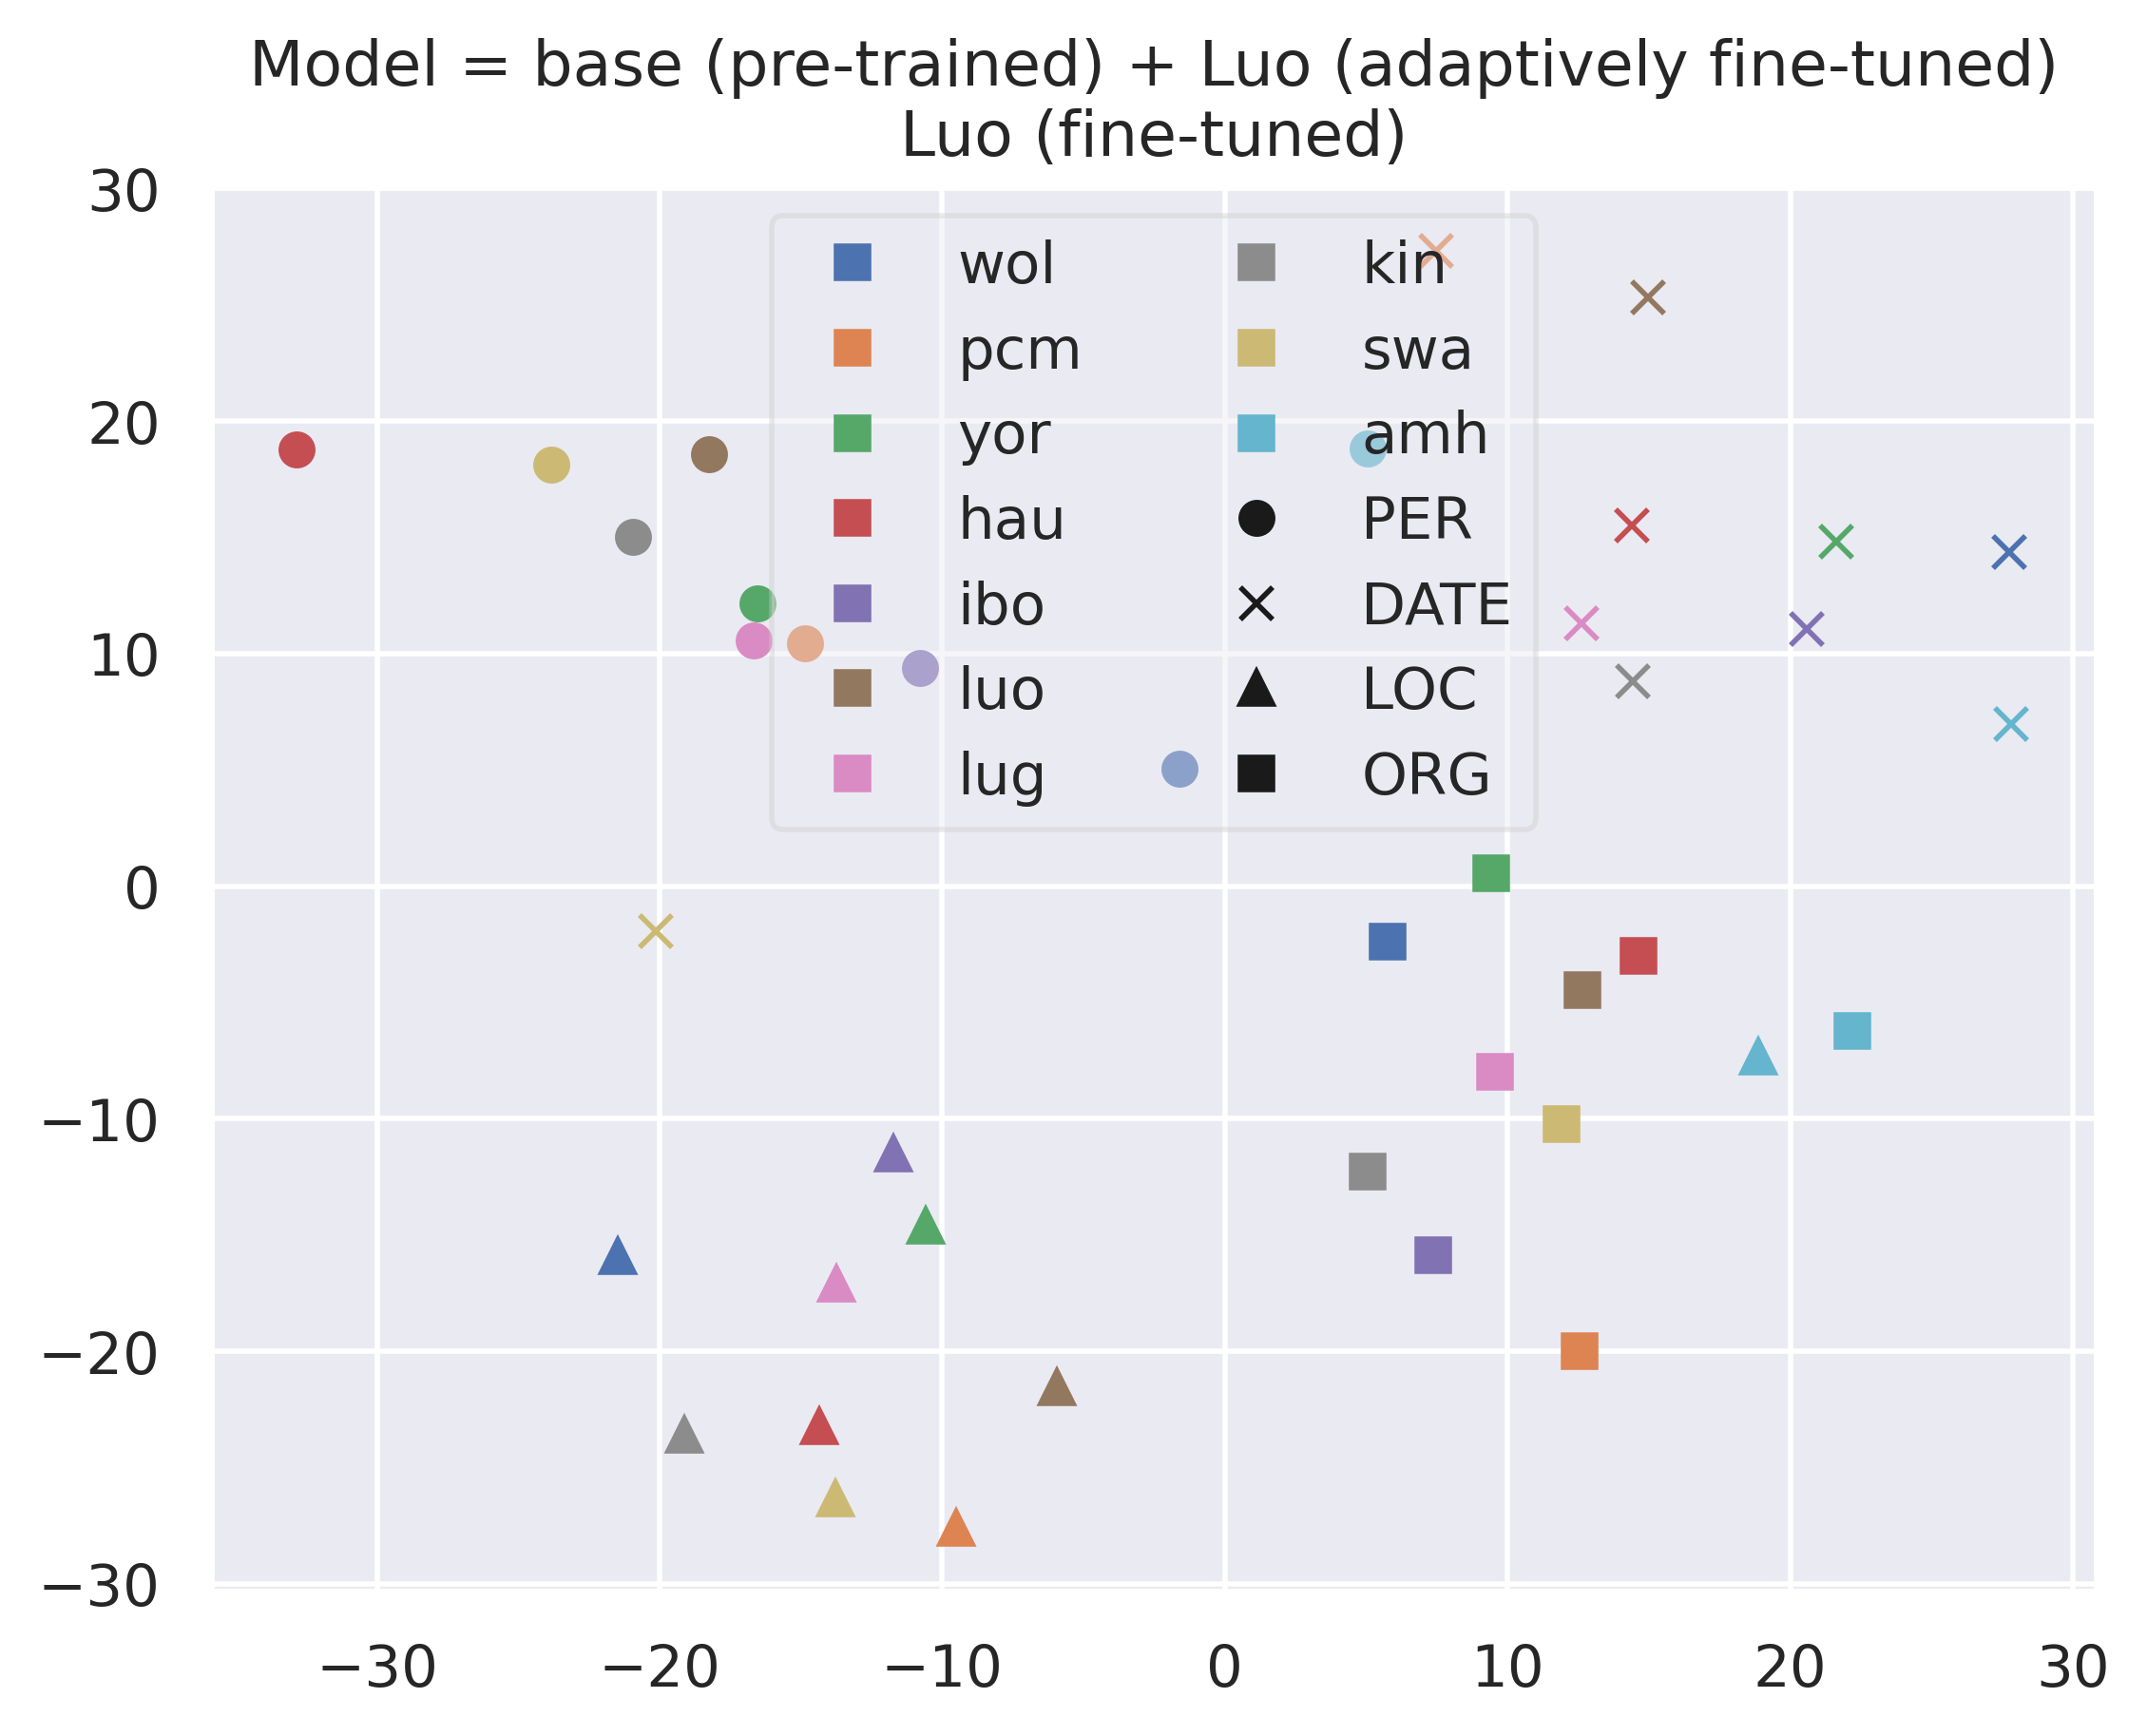 Model = base (pre-trained) + Luo (adaptively fine-tuned)
Luo (fine-tuned)
30
20
10
0
−10
−20
−30
wol
pcm
yor
hau
ibo
luo
lug
kin
swa
amh
PER
DATE
LOC
ORG
−30 −20 −10 0 10 20 30